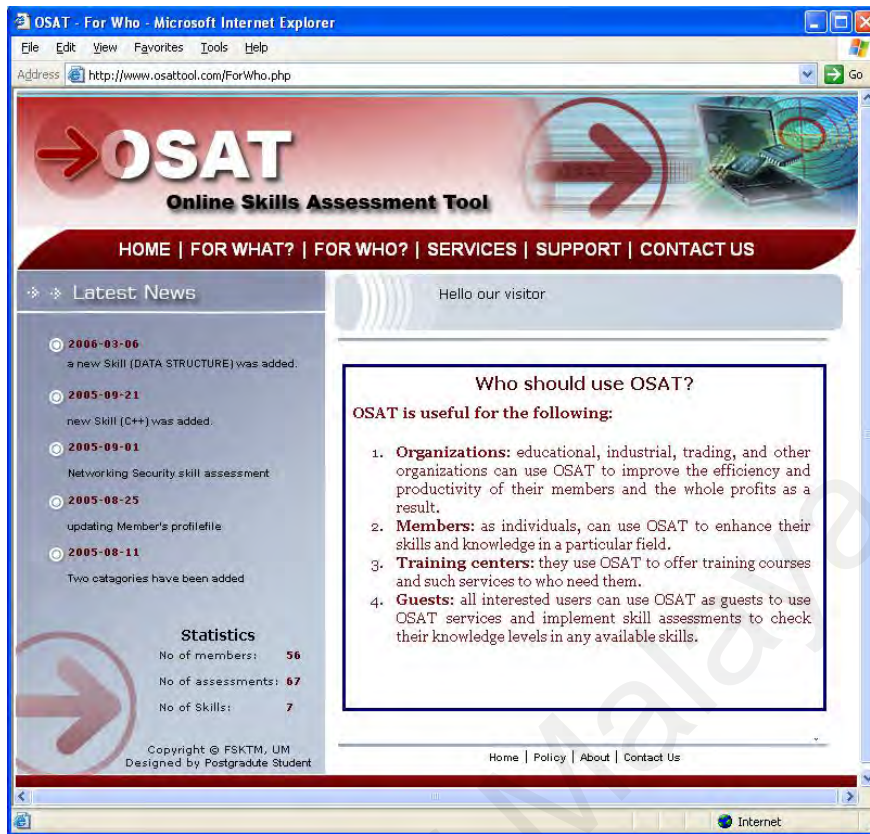 OSAT - For Who - Microsoft Internet Explorer
File Edit View Favorites Tools Help
Address http://www.osattool.com/ForWho.php Go
OSAT
Online Skills Assessment Tool
HOME | FOR WHAT? | FOR WHO? | SERVICES | SUPPORT | CONTACT US
Latest News
2006-03-06
a new Skill (DATA STRUCTURE) was added.
2005-09-21
new Skill (C++) was added.
2005-09-01
Networking Security skill assessment
2005-08-25
updating Member's profilefile
2005-08-11
Two catagories have been added
Statistics
No of members: 56
No of assessments: 67
No of Skills: 7
Copyright © FSKTM, UM
Designed by Postgradute Student
Hello our visitor
Who should use OSAT?
OSAT is useful for the following:
1. Organizations: educational, industrial, trading, and other
organizations can use OSAT to improve the efficiency and
productivity of their members and the whole profits as a
result.
2. Members: as individuals, can use OSAT to enhance their
skills and knowledge in a particular field.
3. Training centers: they use OSAT to offer training courses
and such services to who need them.
4. Guests: all interested users can use OSAT as guests to use
OSAT services and implement skill assessments to check
their knowledge levels in any available skills.
Home | Policy | About | Contact Us
Internet
Malaya